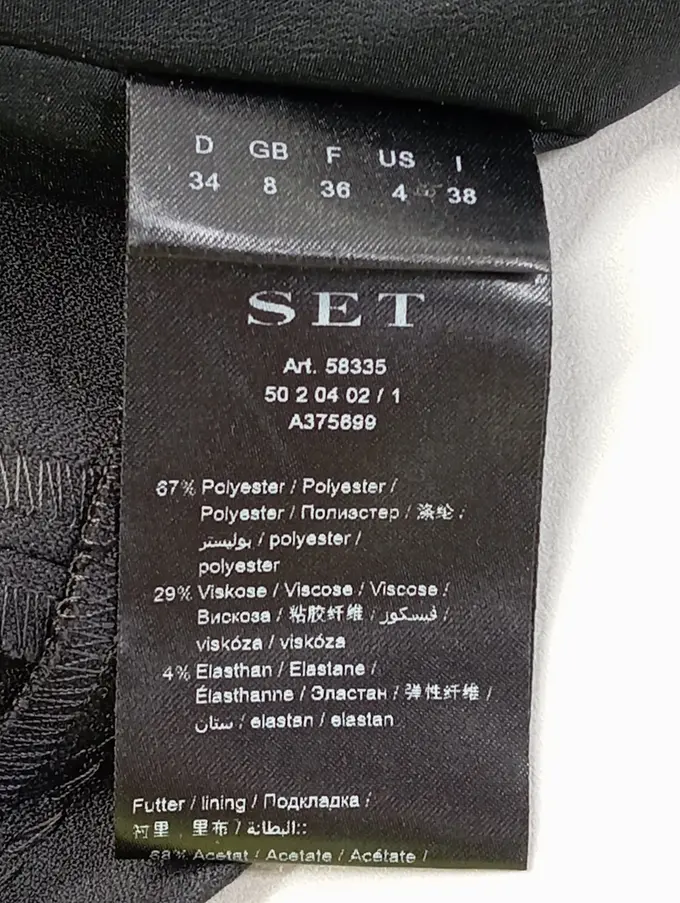 D GB F US I
34 8 36 4 38
SET
Art. 58335
50 2 04 02 / 1
A375699
67% Polyester / Polyester /
Polyester / Полиэстер / 涤纶 /
بوليستر / polyester /
polyester
29% Viskose / Viscose / Viscose /
Вискоза / 粘胶纤维 / فيسكوز /
viskóza / viskóza
4% Elasthan / Elastane /
Élasthanne / Эластан / 弹性纤维 /
ستان / elastan / elastan
Futter / lining / Подкладка /
衬里 , 里布 / البطانة::
68% Acetat / Acetate / Acétate /